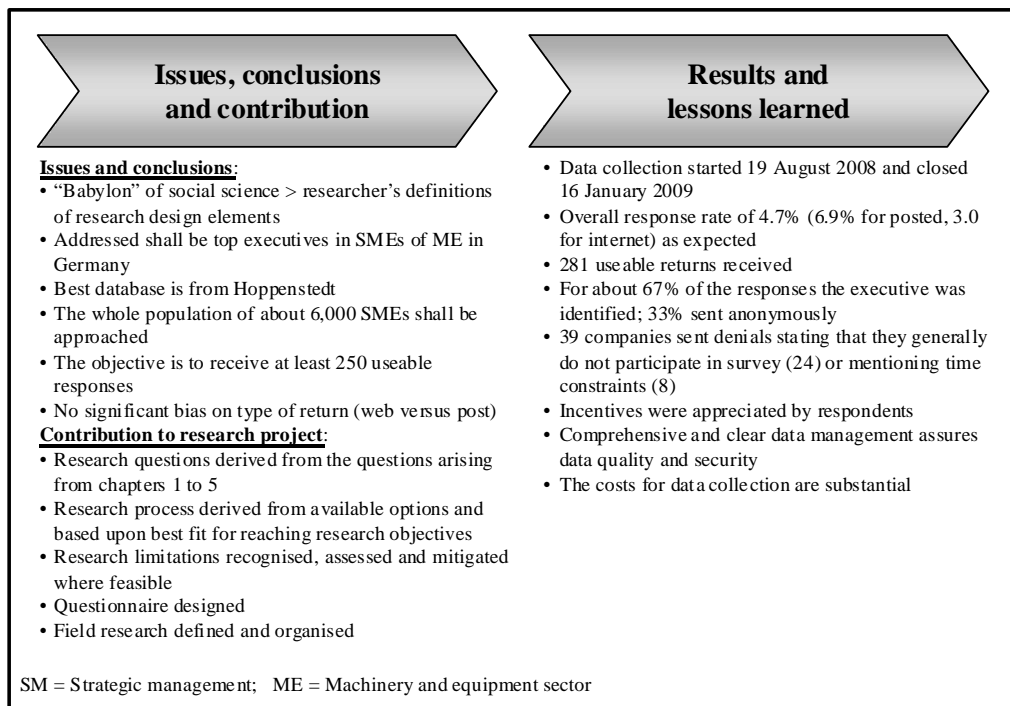 Issues, conclusions
and contribution
Issues and conclusions:
• “Babylon” of social science > researcher’s definitions
of research design elements
• Addressed shall be top executives in SMEs of ME in
Germany
• Best database is from Hoppenstedt
• The whole population of about 6,000 SMEs shall be
approached
• The objective is to receive at least 250 useable
responses
• No significant bias on type of return (web versus post)
Contribution to research project:
• Research questions derived from the questions arising
from chapters 1 to 5
• Research process derived from available options and
based upon best fit for reaching research objectives
• Research limitations recognised, assessed and mitigated
where feasible
• Questionnaire designed
• Field research defined and organised
Results and
lessons learned
• Data collection started 19 August 2008 and closed
16 January 2009
• Overall response rate of 4.7% (6.9% for posted, 3.0
for internet) as expected
• 281 useable returns received
• For about 67% of the responses the executive was
identified; 33% sent anonymously
• 39 companies sent denials stating that they generally
do not participate in survey (24) or mentioning time
constraints (8)
• Incentives were appreciated by respondents
• Comprehensive and clear data management assures
data quality and security
• The costs for data collection are substantial
SM = Strategic management; ME = Machinery and equipment sector